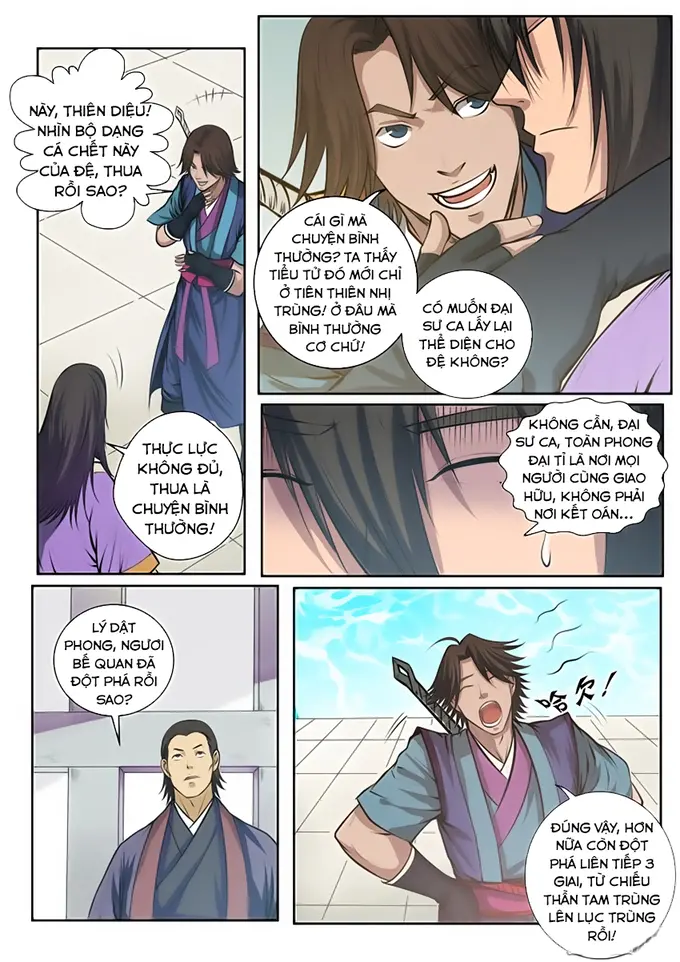 NÀY, THIÊN DIỆU!
NHÌN BỘ DẠNG
CÁ CHẾT NÀY
CỦA ĐỆ, THUA
RỒI SAO?
THỰC LỰC
KHÔNG ĐỦ,
THUA LÀ
CHUYỆN BÌNH
THƯỜNG!
CÁI GÌ MÀ
CHUYỆN BÌNH
THƯỜNG? TA THẤY
TIỂU TỬ ĐÓ MỚI CHỈ
Ở TIÊN THIÊN NHỊ
TRÙNG! Ở ĐÂU MÀ
BÌNH THƯỜNG
CƠ CHỨ!
CÓ MUỐN ĐẠI
SƯ CA LẤY LẠI
THỂ DIỆN CHO
ĐỆ KHÔNG?
KHÔNG CẦN, ĐẠI
SƯ CA, TOÀN PHONG
ĐẠI TỈ LÀ NƠI MỌI
NGƯỜI CÙNG GIAO
HỮU, KHÔNG PHẢI
NƠI KẾT OÁN...
LÝ DẬT
PHONG, NGƯƠI
BẾ QUAN ĐÃ
ĐỘT PHÁ RỒI
SAO?
哈欠!
ĐÚNG VẬY, HƠN
NỮA CÒN ĐỘT
PHÁ LIÊN TIẾP 3
GIAI, TỪ CHIẾU
THẦN TAM TRÙNG
LÊN LỤC TRÙNG
RỒI!